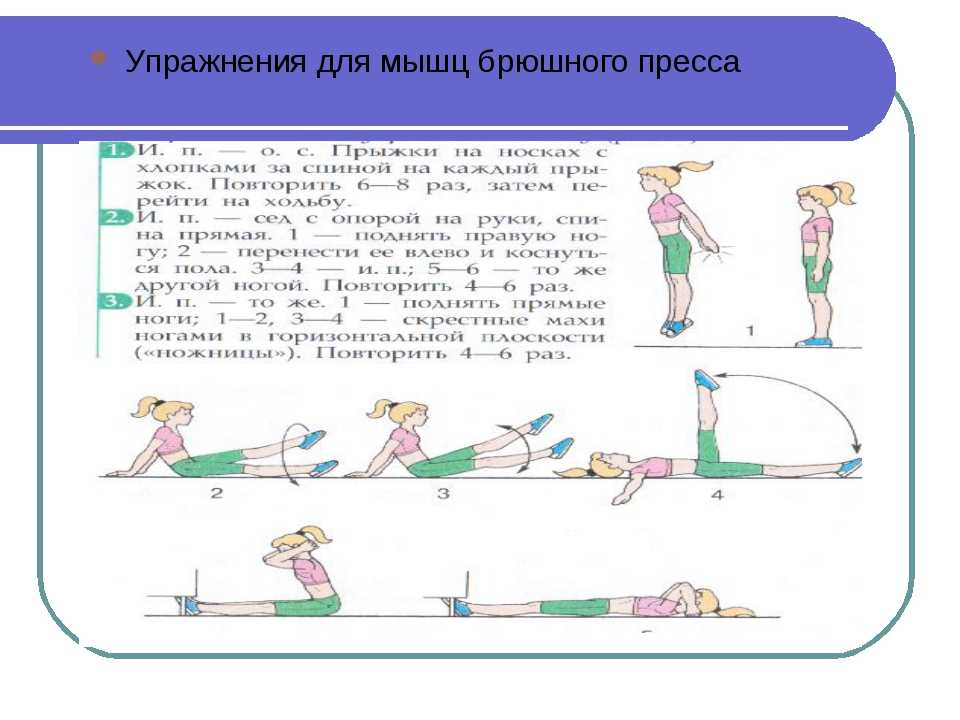 Упражнения для мышц брюшного пресса
1. И. п. — о. с. Прыжки на носках с
хлопками за спиной на каждый пры-
жок. Повторить 6—8 раз, затем пе-
рейти на ходьбу.
2. И. п. — сед с опорой на руки, спи-
на прямая. 1 — поднять правую но-
гу; 2 — перенести ее влево и коснуть-
ся пола. 3—4 — и. п.; 5—6 — то же
другой ногой. Повторить 4—6 раз.
3. И. п. — то же. 1 — поднять прямые
ноги; 1—2, 3—4 — скрестные махи
ногами в горизонтальной плоскости
(«ножницы»). Повторить 4—6 раз.
1
2
3
4